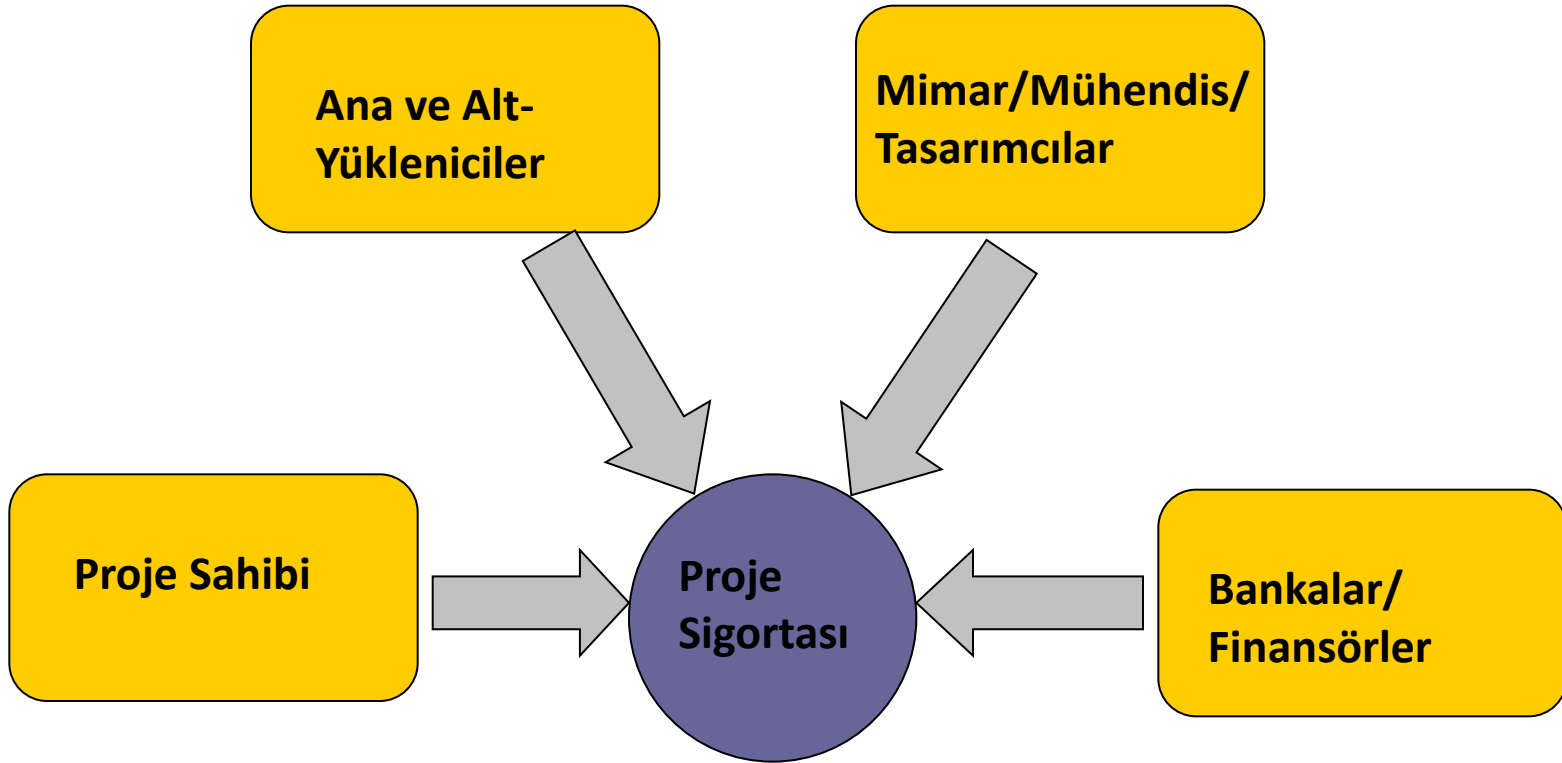 Ana ve Alt-
Yükleniciler
Mimar/Mühendis/
Tasarımcılar
Proje Sahibi
Proje
Sigortası
Bankalar/
Finansörler